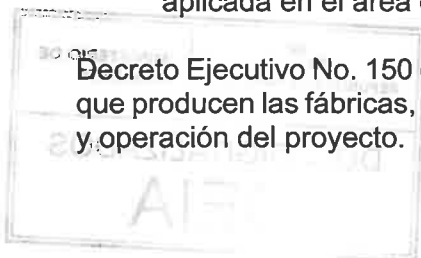 aplicada en el área
Decreto Ejecutivo No. 150
que producen las fábricas,
y operación del proyecto.